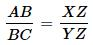 AB/BC = XZ/YZ